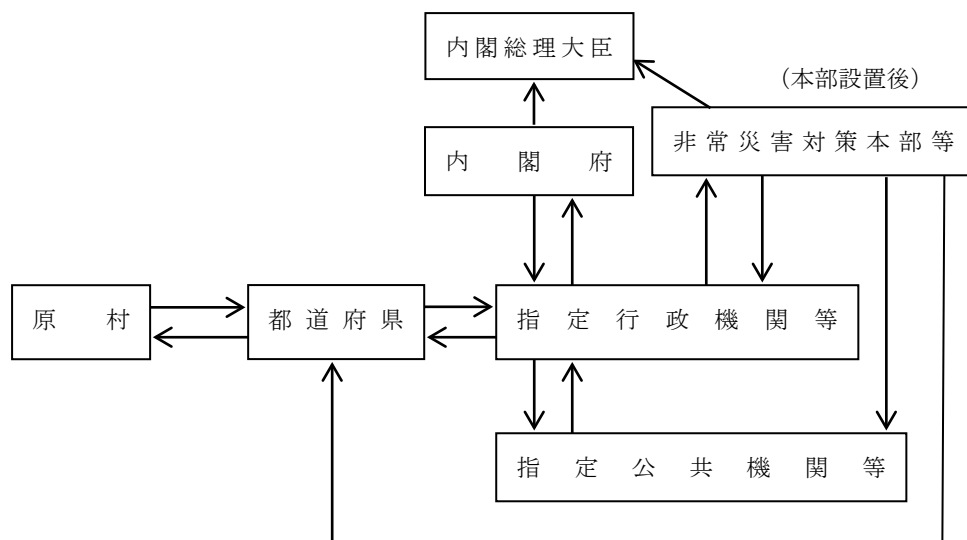 内閣総理大臣
（本部設置後）
非常災害対策本部等
内閣府
原村
都道府県
指定行政機関等
指定公共機関等